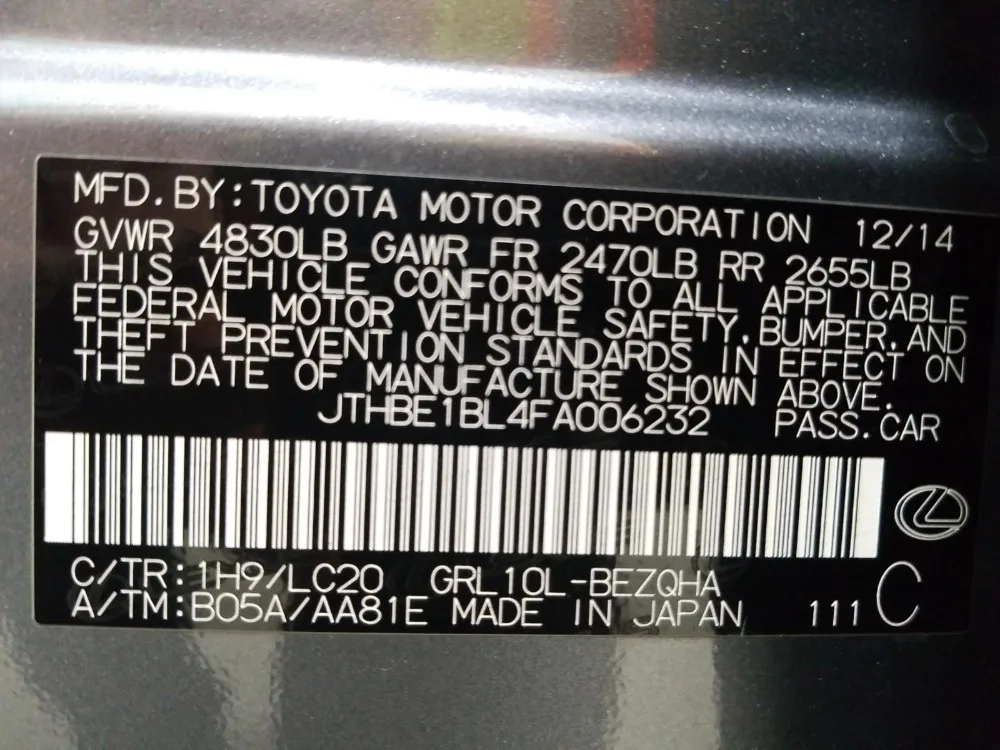 MFD. BY: TOYOTA MOTOR CORPORATION 12/14
GVWR 4830LB GAWR FR 2470LB RR 2655LB
THIS VEHICLE CONFORMS TO ALL APPLICABLE
FEDERAL MOTOR VEHICLE SAFETY, BUMPER, AND
THEFT PREVENTION STANDARDS IN EFFECT ON
THE DATE OF MANUFACTURE SHOWN ABOVE.
JTHBE1BL4FA006232 PASS. CAR
C/TR: 1H9/LC20 GRL10L-BEZQHA
A/TM: B05A/AA81E MADE IN JAPAN 111 C